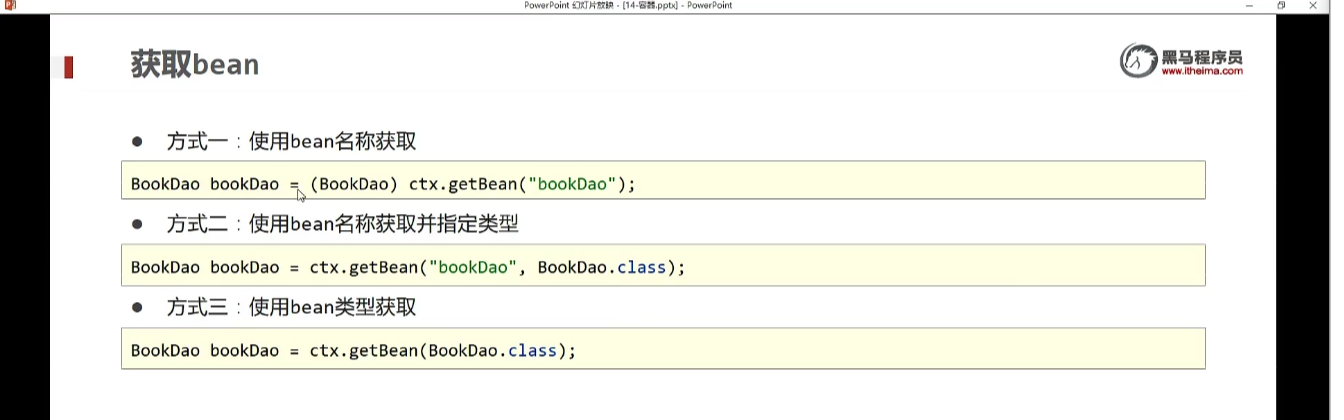 PowerPoint 幻灯片放映 - [14-容器.pptx] - PowerPoint
获取bean
黑马程序员
www.itheima.com
● 方式一：使用bean名称获取
BookDao bookDao = (BookDao) ctx.getBean("bookDao");
● 方式二：使用bean名称获取并指定类型
BookDao bookDao = ctx.getBean("bookDao", BookDao.class);
● 方式三：使用bean类型获取
BookDao bookDao = ctx.getBean(BookDao.class);